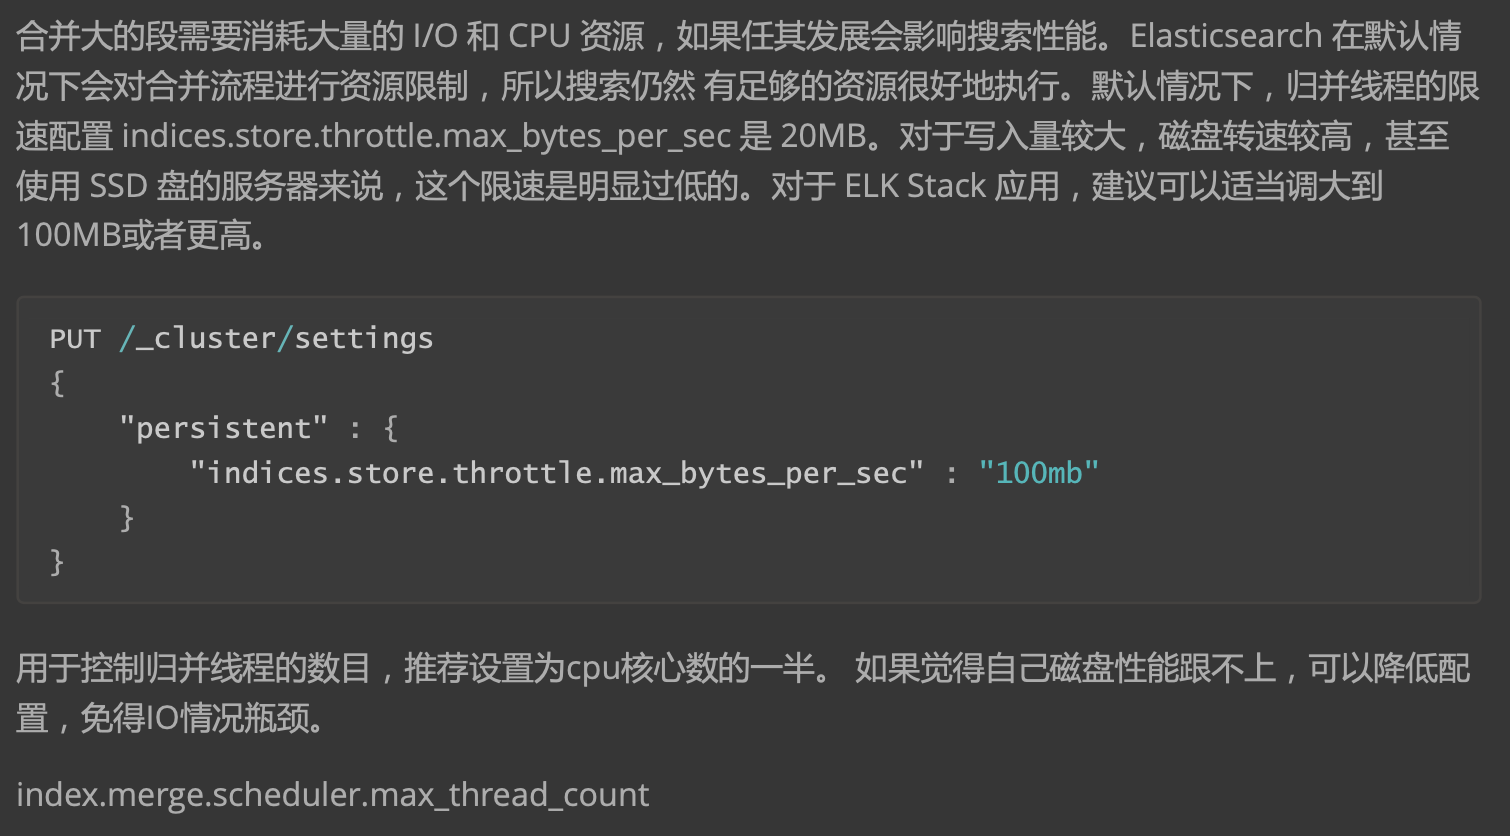 合并大的段需要消耗大量的 I/O 和 CPU 资源，如果任其发展会影响搜索性能。Elasticsearch 在默认情
况下会对合并流程进行资源限制，所以搜索仍然 有足够的资源很好地执行。默认情况下，归并线程的限
速配置 indices.store.throttle.max_bytes_per_sec 是 20MB。对于写入量较大，磁盘转速较高，甚至
使用 SSD 盘的服务器来说，这个限速是明显过低的。对于 ELK Stack 应用，建议可以适当调大到
100MB或者更高。
PUT /_cluster/settings
{
    "persistent" : {
        "indices.store.throttle.max_bytes_per_sec" : "100mb"
    }
}
用于控制归并线程的数目，推荐设置为cpu核心数的一半。 如果觉得自己磁盘性能跟不上，可以降低配
置，免得IO情况瓶颈。
index.merge.scheduler.max_thread_count